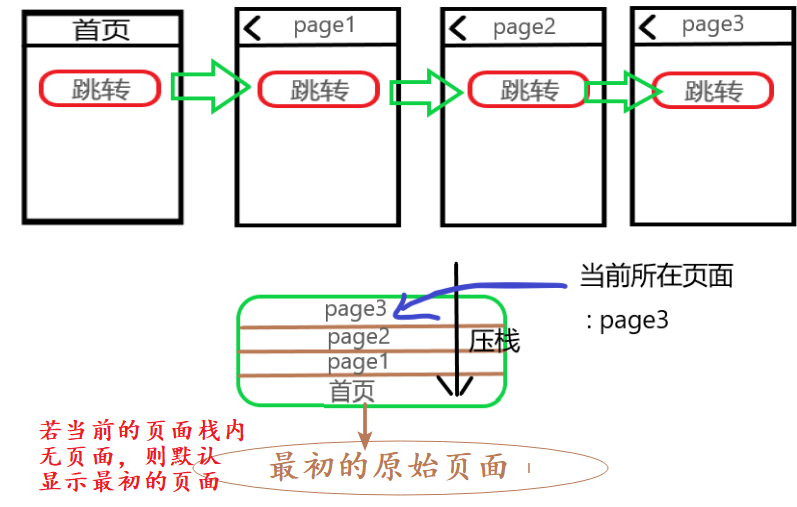 首页
page1
page2
page3
跳转
跳转
跳转
跳转
当前所在页面
: page3
page3
page2
page1
首页
压栈
若当前的页面栈内
无页面，则默认
显示最初的页面
最初的原始页面